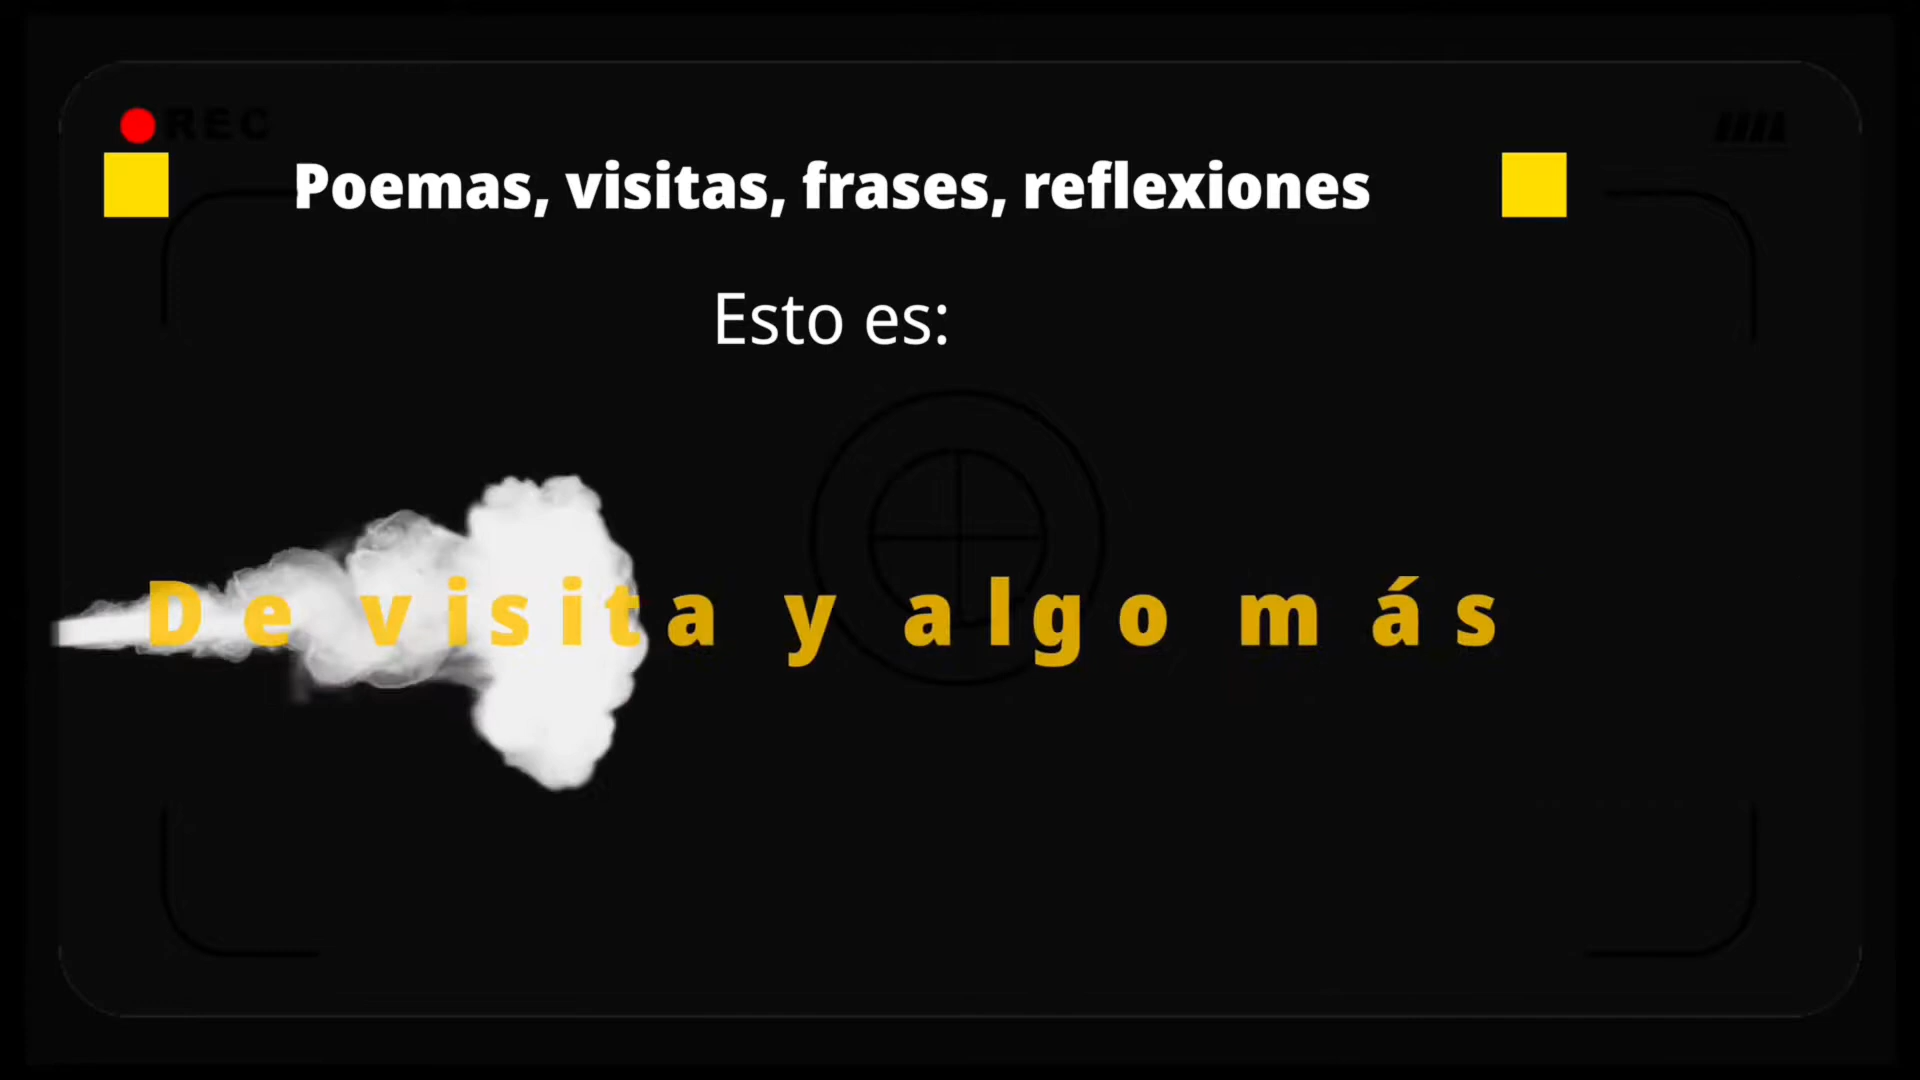 REC
Poemas, visitas, frases, reflexiones
Esto es:
De visita y algo más